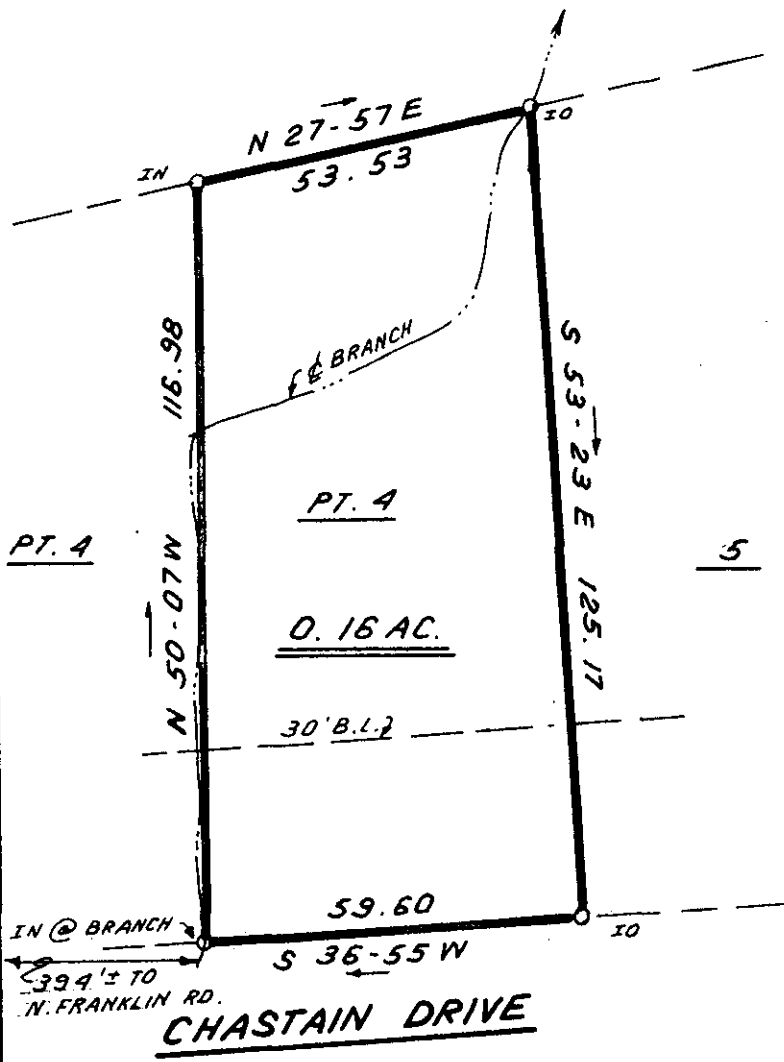 N 27-57 E
IO
IN
53.53
116.98
℄ BRANCH
S 53-23 E 125.17
PT. 4
PT. 4
5
N 50-07 W
0.16 AC.
30' B.L.
59.60
IN @ BRANCH
IO
S 36-55 W
394'± TO
N. FRANKLIN RD.
CHASTAIN DRIVE